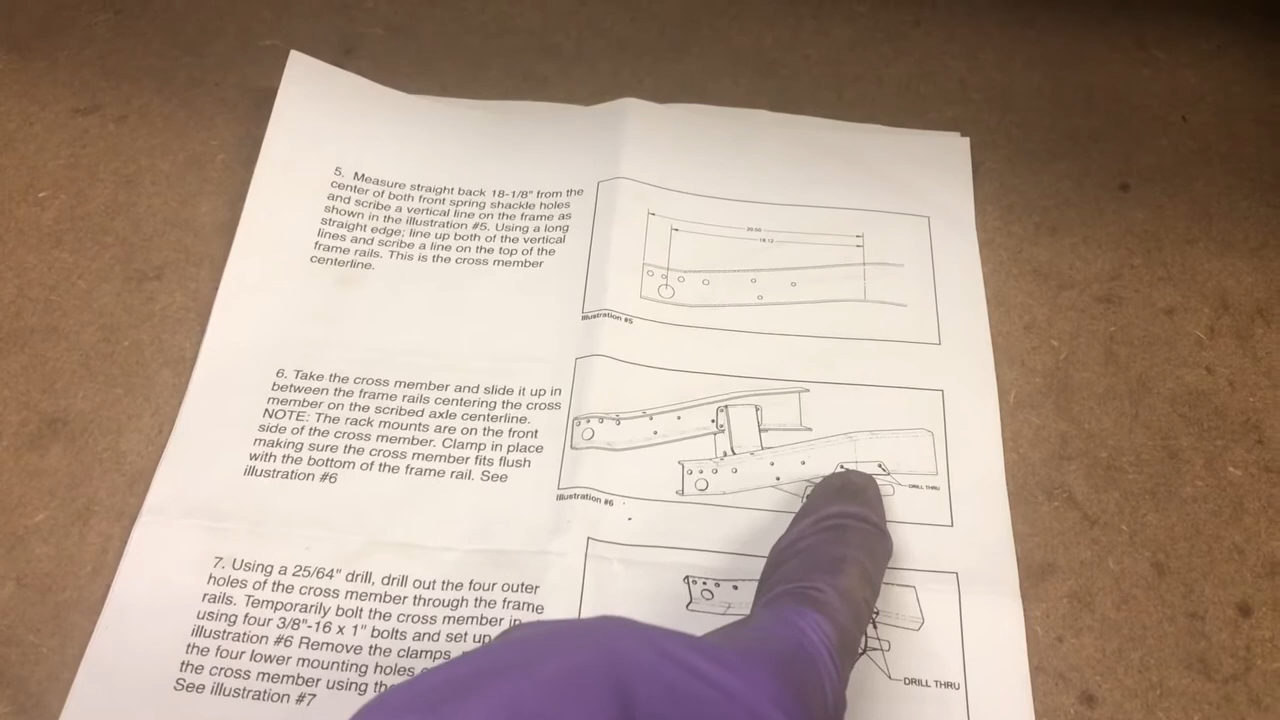 5. Measure straight back 18-1/8" from the
center of both front spring shackle holes
and scribe a vertical line on the frame as
shown in the illustration #5. Using a long
straight edge; line up both of the vertical
lines and scribe a line on the top of the
frame rails. This is the cross member
centerline.
20.50
18.12
Illustration #5
6. Take the cross member and slide it up in
between the frame rails centering the cross
member on the scribed axle centerline.
NOTE: The rack mounts are on the front
side of the cross member. Clamp in place
making sure the cross member fits flush
with the bottom of the frame rail. See
illustration #6
DRILL THRU
Illustration #6
7. Using a 25/64" drill, drill out the four outer
holes of the cross member through the frame
rails. Temporarily bolt the cross member in
using four 3/8"-16 x 1" bolts and set up
illustration #6 Remove the clamps
the four lower mounting holes
the cross member using the
See illustration #7
DRILL THRU